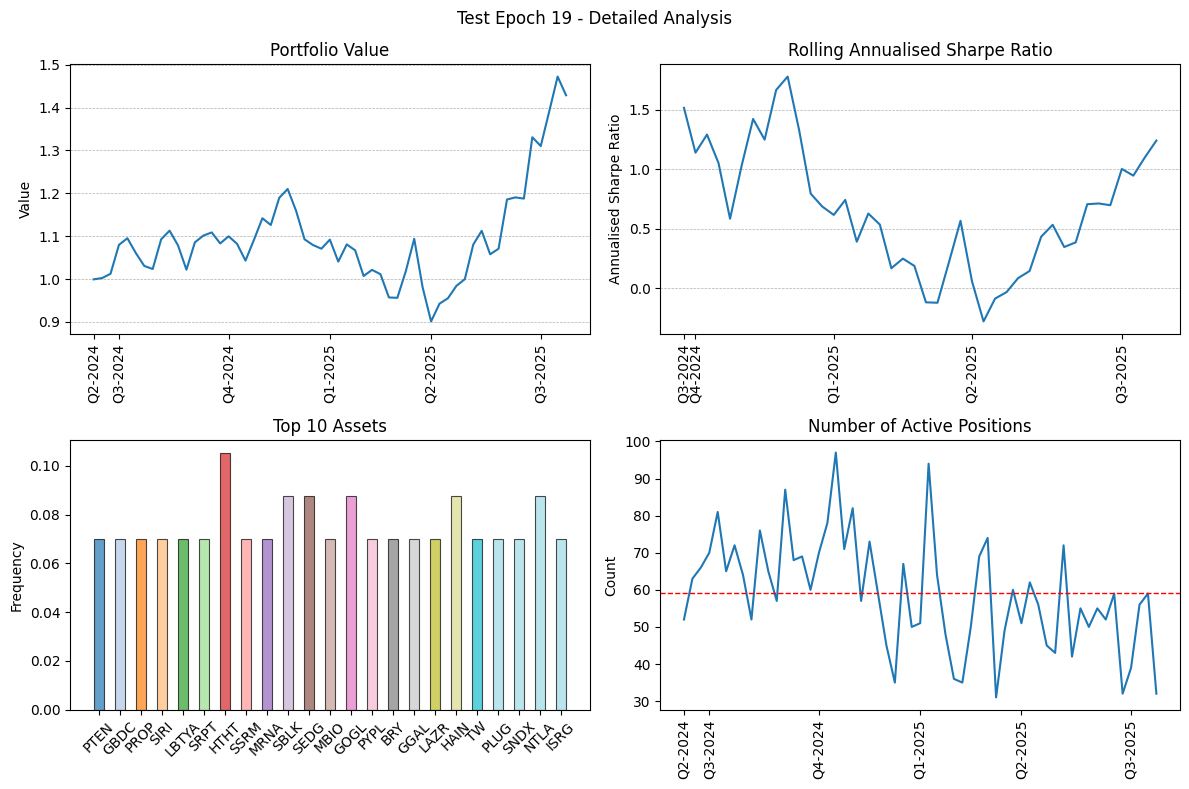 Test Epoch 19 - Detailed Analysis
Portfolio Value
Value
1.5
1.4
1.3
1.2
1.1
1.0
0.9
Q2-2024
Q3-2024
Q4-2024
Q1-2025
Q2-2025
Q3-2025
Rolling Annualised Sharpe Ratio
Annualised Sharpe Ratio
1.5
1.0
0.5
0.0
Q3-2024
Q4-2024
Q1-2025
Q2-2025
Q3-2025
Top 10 Assets
Frequency
0.10
0.08
0.06
0.04
0.02
0.00
PTEN
GBDC
PROP
SIRI
LBTYA
SRPT
HTHT
SSRM
MRNA
SBLK
SEDG
MBIO
GOGL
PYPL
BRY
GGAL
LAZR
HAIN
TW
PLUG
SNDX
NTLA
ISRG
Number of Active Positions
Count
100
90
80
70
60
50
40
30
Q2-2024
Q3-2024
Q4-2024
Q1-2025
Q2-2025
Q3-2025